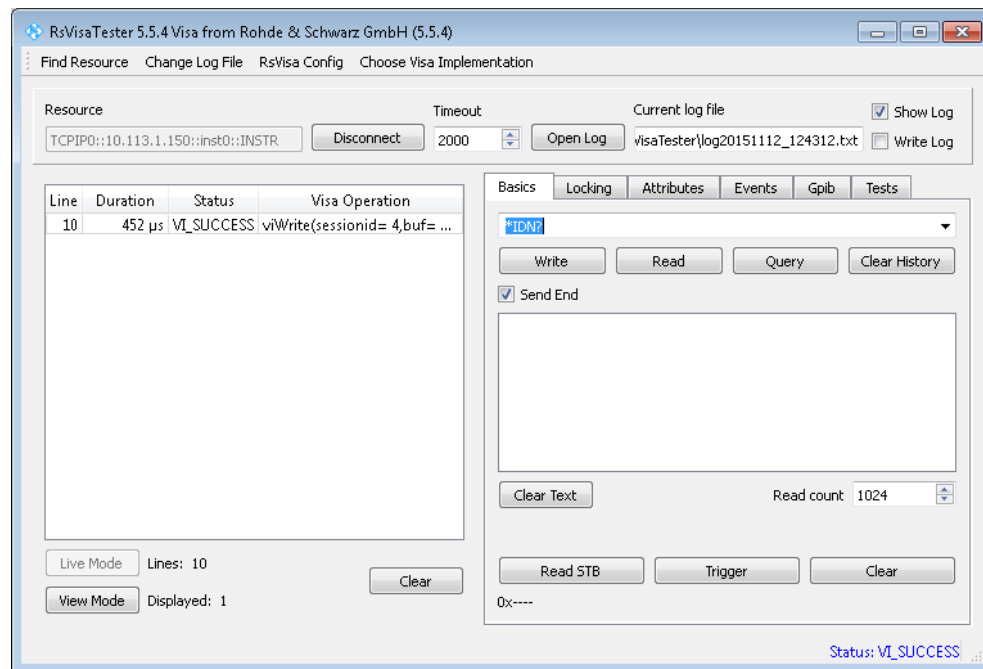 RsVisaTester 5.5.4 Visa from Rohde & Schwarz GmbH (5.5.4)
Find Resource Change Log File RsVisa Config Choose Visa Implementation
Resource Timeout Current log file Show Log
TCPIP0::10.113.1.150::inst0::INSTR Disconnect 2000 Open Log VisaTester\log20151112_124312.txt Write Log
Basics Locking Attributes Events Gpib Tests
Line Duration Status Visa Operation
10 452 µs VI_SUCCESS viWrite(sessionid= 4,buf= ...
*IDN?
Write Read Query Clear History
Send End
Clear Text Read count 1024
Live Mode Lines: 10
Clear
View Mode Displayed: 1
Read STB Trigger Clear
0x----
Status: VI_SUCCESS